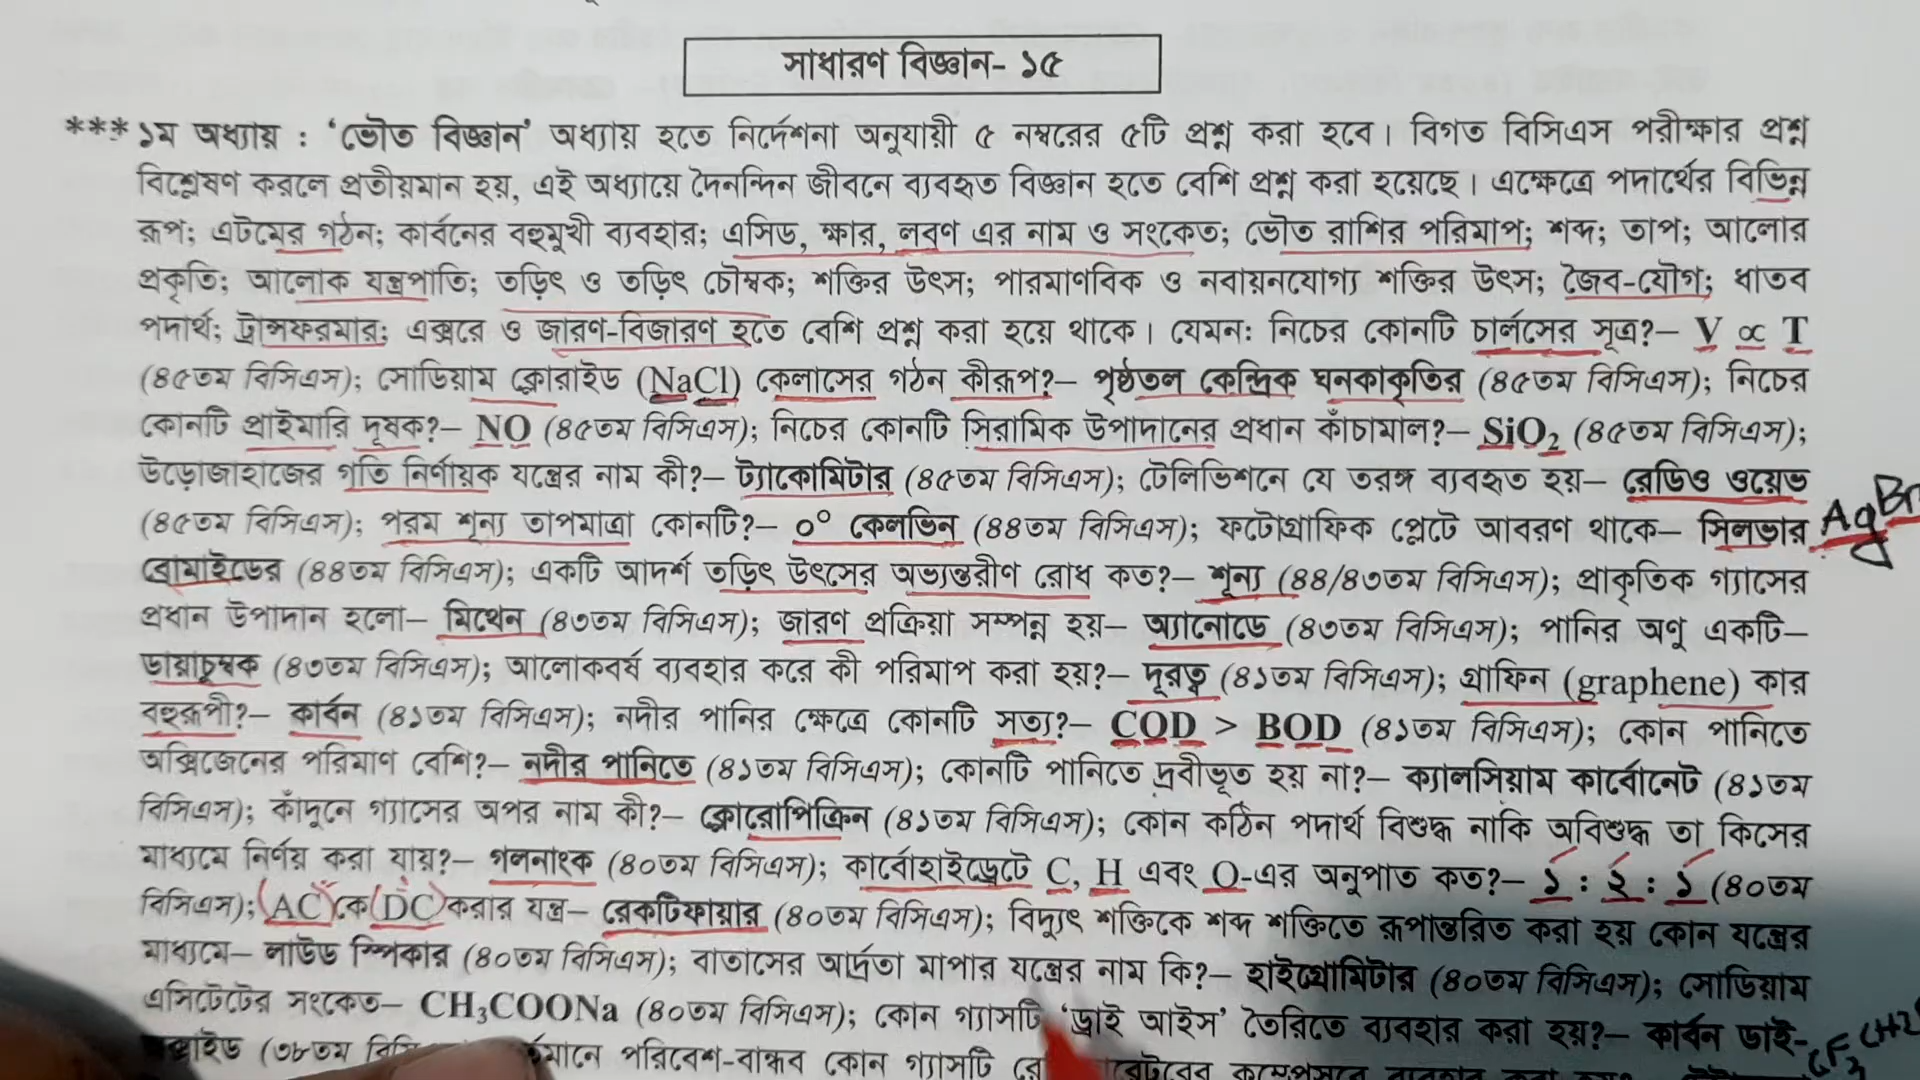 সাধারণ বিজ্ঞান- ১৫
***১ম অধ্যায় : ‘ভৌত বিজ্ঞান’ অধ্যায় হতে নির্দেশনা অনুযায়ী ৫ নম্বরের ৫টি প্রশ্ন করা হবে। বিগত বিসিএস পরীক্ষার প্রশ্ন
বিশ্লেষণ করলে প্রতীয়মান হয়, এই অধ্যায়ে দৈনন্দিন জীবনে ব্যবহৃত বিজ্ঞান হতে বেশি প্রশ্ন করা হয়েছে। এক্ষেত্রে পদার্থের বিভিন্ন
রূপ; এটমের গঠন; কার্বনের বহুমুখী ব্যবহার; এসিড, ক্ষার, লবণ এর নাম ও সংকেত; ভৌত রাশির পরিমাপ; শব্দ; তাপ; আলোর
প্রকৃতি; আলোক যন্ত্রপাতি; তড়িৎ ও তড়িৎ চৌম্বক; শক্তির উৎস; পারমাণবিক ও নবায়নযোগ্য শক্তির উৎস; জৈব-যৌগ; ধাতব
পদার্থ; ট্রান্সফরমার; এক্সরে ও জারণ-বিজারণ হতে বেশি প্রশ্ন করা হয়ে থাকে। যেমন: নিচের কোনটি চার্লসের সূত্র?– V ∝ T
(৪৫তম বিসিএস); সোডিয়াম ক্লোরাইড (NaCl) কেলাসের গঠন কীরূপ?– পৃষ্ঠতল কেন্দ্রিক ঘনকাকৃতির (৪৫তম বিসিএস); নিচের
কোনটি প্রাইমারি দূষক?– NO (৪৫তম বিসিএস); নিচের কোনটি সিরামিক উপাদানের প্রধান কাঁচামাল?– SiO₂ (৪৫তম বিসিএস);
উড়োজাহাজের গতি নির্ণায়ক যন্ত্রের নাম কী?– ট্যাকোমিটার (৪৫তম বিসিএস); টেলিভিশনে যে তরঙ্গ ব্যবহৃত হয়– রেডিও ওয়েভ
(৪৫তম বিসিএস); পরম শূন্য তাপমাত্রা কোনটি?– ০° কেলভিন (৪৪তম বিসিএস); ফটোগ্রাফিক প্লেটে আবরণ থাকে– সিলভার AgBr
ব্রোমাইডের (৪৪তম বিসিএস); একটি আদর্শ তড়িৎ উৎসের অভ্যন্তরীণ রোধ কত?– শূন্য (৪৪/৪৩তম বিসিএস); প্রাকৃতিক গ্যাসের
প্রধান উপাদান হলো– মিথেন (৪৩তম বিসিএস); জারণ প্রক্রিয়া সম্পন্ন হয়– অ্যানোডে (৪৩তম বিসিএস); পানির অণু একটি–
ডায়াচুম্বক (৪৩তম বিসিএস); আলোকবর্ষ ব্যবহার করে কী পরিমাপ করা হয়?– দূরত্ব (৪১তম বিসিএস); গ্রাফিন (graphene) কার
বহুরূপী?– কার্বন (৪১তম বিসিএস); নদীর পানির ক্ষেত্রে কোনটি সত্য?– COD > BOD (৪১তম বিসিএস); কোন পানিতে
অক্সিজেনের পরিমাণ বেশি?– নদীর পানিতে (৪১তম বিসিএস); কোনটি পানিতে দ্রবীভূত হয় না?– ক্যালসিয়াম কার্বোনেট (৪১তম
বিসিএস); কাঁদুনে গ্যাসের অপর নাম কী?– ক্লোরোপিক্রিন (৪১তম বিসিএস); কোন কঠিন পদার্থ বিশুদ্ধ নাকি অবিশুদ্ধ তা কিসের
মাধ্যমে নির্ণয় করা যায়?– গলনাংক (৪০তম বিসিএস); কার্বোহাইড্রেটে C, H এবং O-এর অনুপাত কত?– ১ : ২ : ১ (৪০তম
বিসিএস); AC কে DC করার যন্ত্র– রেকটিফায়ার (৪০তম বিসিএস); বিদ্যুৎ শক্তিকে শব্দ শক্তিতে রূপান্তরিত করা হয় কোন যন্ত্রের
মাধ্যমে– লাউড স্পিকার (৪০তম বিসিএস); বাতাসের আর্দ্রতা মাপার যন্ত্রের নাম কি?– হাইগ্রোমিটার (৪০তম বিসিএস); সোডিয়াম
এসিটেটের সংকেত– CH₃COONa (৪০তম বিসিএস); কোন গ্যাসটি ‘ড্রাই আইস’ তৈরিতে ব্যবহার করা হয়?– কার্বন ডাই-
(৩৮তম পরিবেশ-বান্ধব কোন গ্যাসটি